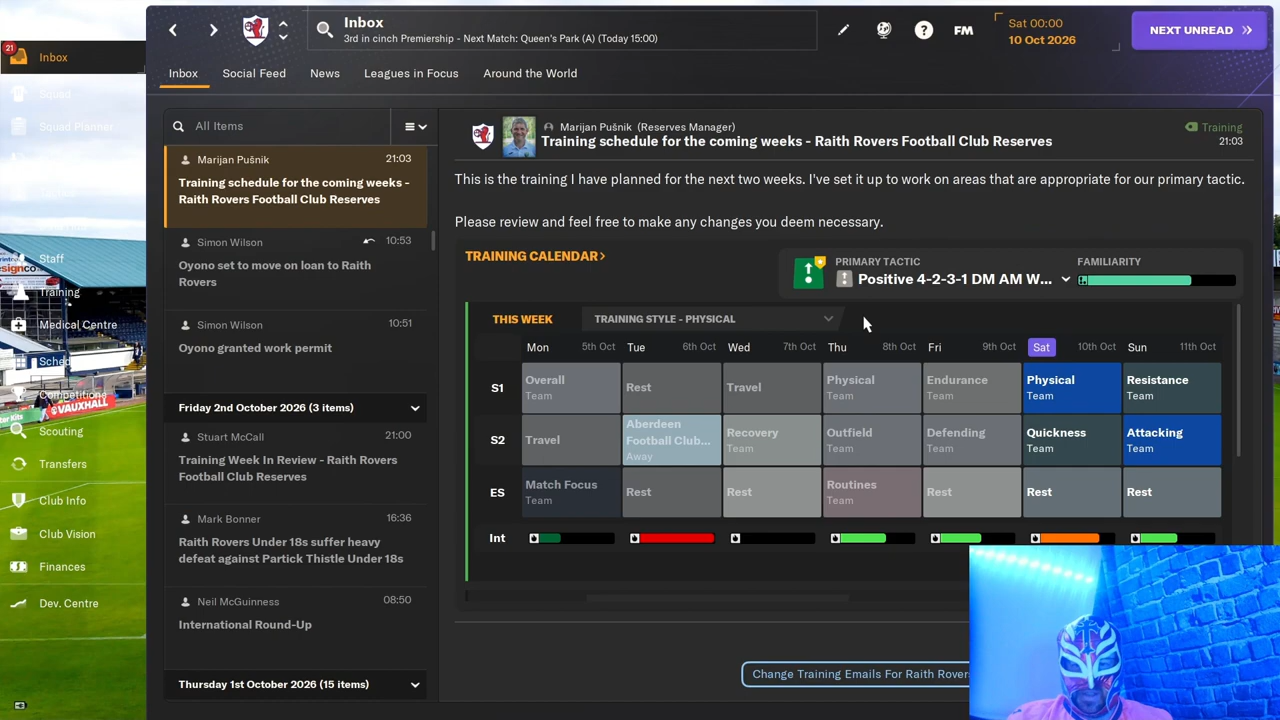 21
Inbox
Squad
Squad Planner
Staff
Training
Medical Centre
Sched
Competitions
Scouting
Transfers
Club Info
Club Vision
Finances
Dev. Centre
VAUXHALL
Inbox
3rd in cinch Premiership - Next Match: Queen's Park (A) (Today 15:00)
FM
Sat 00:00
10 Oct 2026
NEXT UNREAD
Inbox
Social Feed
News
Leagues in Focus
Around the World
All Items
Marijan Pušnik 21:03
Training schedule for the coming weeks -
Raith Rovers Football Club Reserves
Simon Wilson 10:53
Oyono set to move on loan to Raith
Rovers
Simon Wilson 10:51
Oyono granted work permit
Friday 2nd October 2026 (3 items)
Stuart McCall 21:00
Training Week In Review - Raith Rovers
Football Club Reserves
Mark Bonner 16:36
Raith Rovers Under 18s suffer heavy
defeat against Partick Thistle Under 18s
Neil McGuinness 08:50
International Round-Up
Thursday 1st October 2026 (15 items)
Marijan Pušnik (Reserves Manager)
Training schedule for the coming weeks - Raith Rovers Football Club Reserves
Training
21:03
This is the training I have planned for the next two weeks. I've set it up to work on areas that are appropriate for our primary tactic.
Please review and feel free to make any changes you deem necessary.
TRAINING CALENDAR
PRIMARY TACTIC
Positive 4-2-3-1 DM AM W...
FAMILIARITY
THIS WEEK
TRAINING STYLE - PHYSICAL
Mon 5th Oct Tue 6th Oct Wed 7th Oct Thu 8th Oct Fri 9th Oct Sat 10th Oct Sun 11th Oct
S1
Overall
Team
Rest
Travel
Physical
Team
Endurance
Team
Physical
Team
Resistance
Team
S2
Travel
Aberdeen
Football Club...
Away
Recovery
Team
Outfield
Team
Defending
Team
Quickness
Team
Attacking
Team
ES
Match Focus
Team
Rest
Rest
Routines
Team
Rest
Rest
Rest
Int
Change Training Emails For Raith Rovers